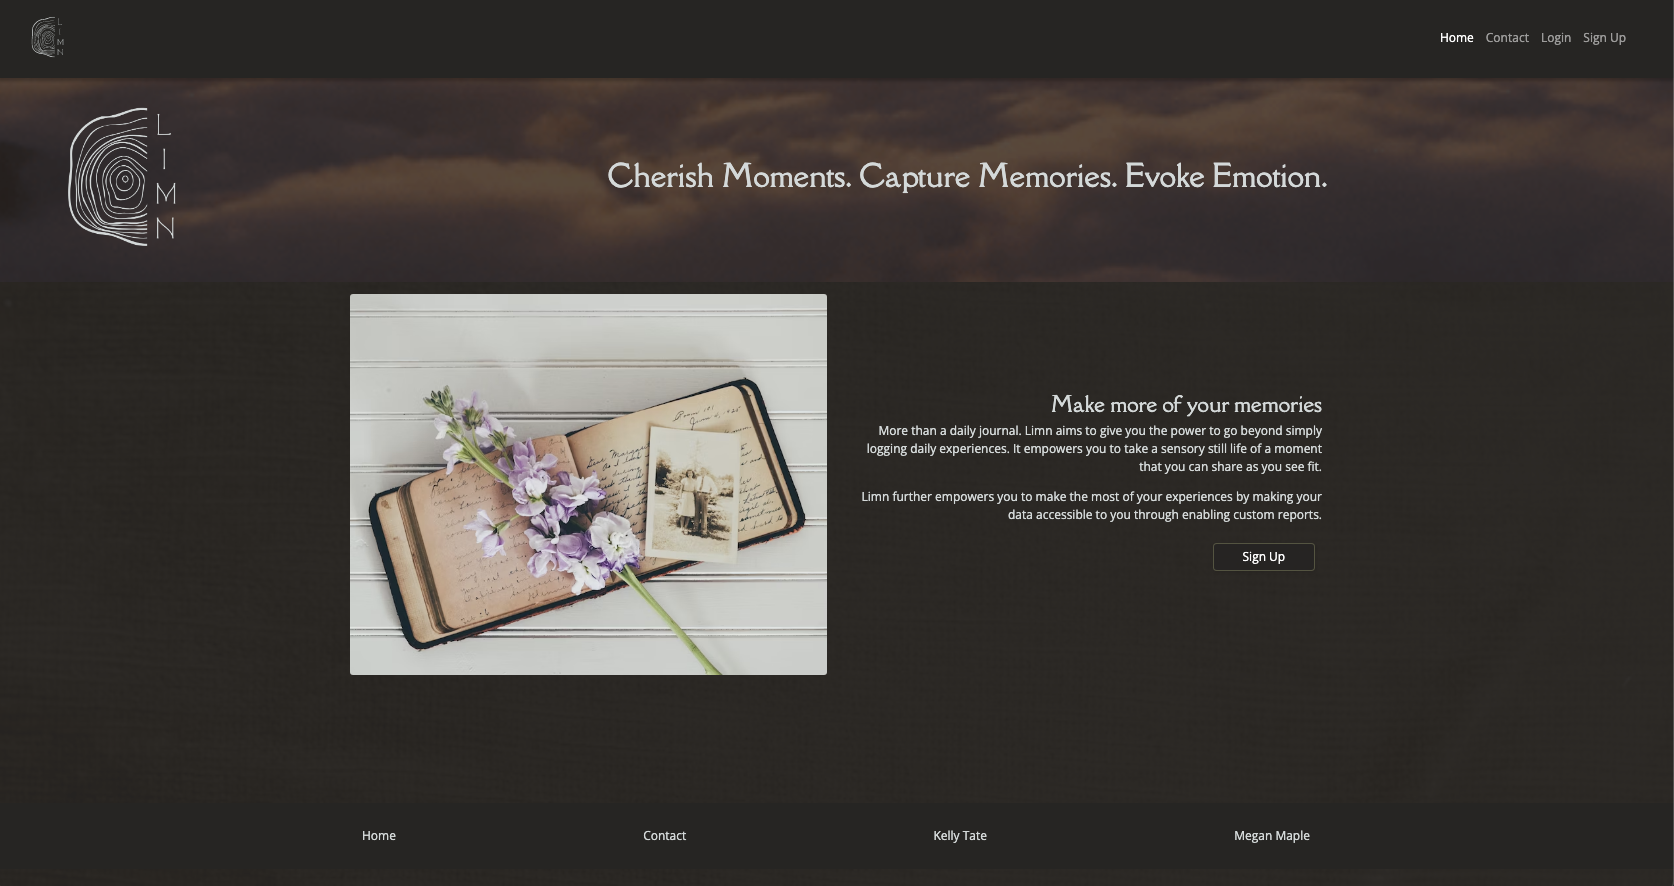 L
I
M
N
Home Contact Login Sign Up
L
I
M
N
Cherish Moments. Capture Memories. Evoke Emotion.
Make more of your memories
More than a daily journal. Limn aims to give you the power to go beyond simply
logging daily experiences. It empowers you to take a sensory still life of a moment
that you can share as you see fit.
Limn further empowers you to make the most of your experiences by making your
data accessible to you through enabling custom reports.
Sign Up
Home Contact Kelly Tate Megan Maple